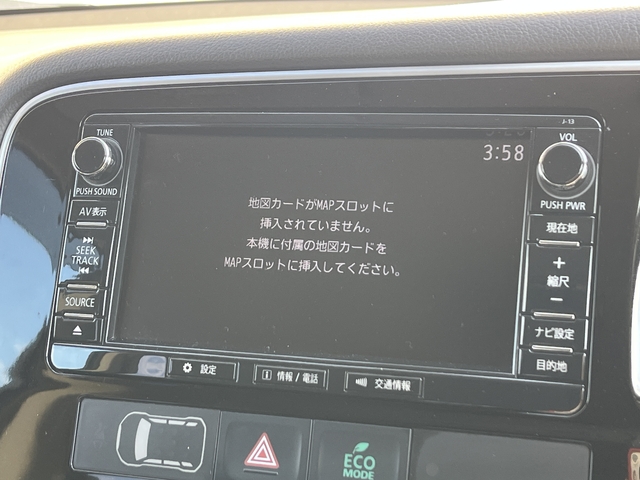 J-13
TUNE
VOL
3:58
PUSH SOUND
PUSH PWR
AV表示
現在地
地図カードがMAPスロットに
挿入されていません。
本機に付属の地図カードを
MAPスロットに挿入してください。
SEEK
TRACK
+
縮尺
−
SOURCE
ナビ設定
目的地
設定
情報 / 電話
交通情報
ECO
MODE